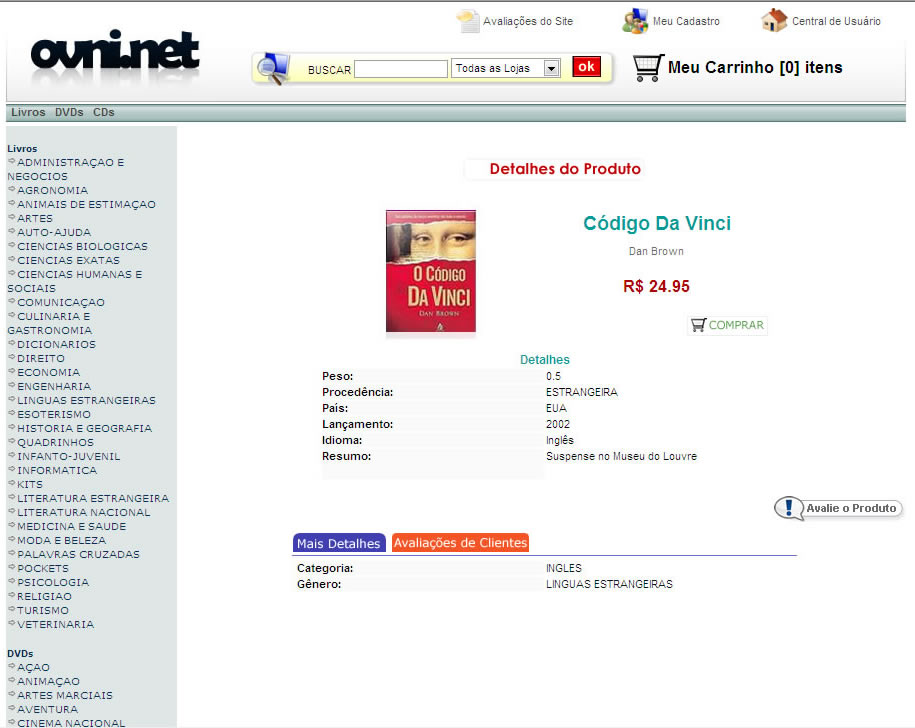 Avaliações do Site
Meu Cadastro
Central de Usuário
ovni.net
BUSCAR
Todas as Lojas
ok
Meu Carrinho [0] itens
Livros DVDs CDs
Livros
ADMINISTRAÇAO E
NEGOCIOS
AGRONOMIA
ANIMAIS DE ESTIMAÇAO
ARTES
AUTO-AJUDA
CIENCIAS BIOLOGICAS
CIENCIAS EXATAS
CIENCIAS HUMANAS E
SOCIAIS
COMUNICAÇAO
CULINARIA E
GASTRONOMIA
DICIONARIOS
DIREITO
ECONOMIA
ENGENHARIA
LINGUAS ESTRANGEIRAS
ESOTERISMO
HISTORIA E GEOGRAFIA
QUADRINHOS
INFANTO-JUVENIL
INFORMATICA
KITS
LITERATURA ESTRANGEIRA
LITERATURA NACIONAL
MEDICINA E SAUDE
MODA E BELEZA
PALAVRAS CRUZADAS
POCKETS
PSICOLOGIA
RELIGIAO
TURISMO
VETERINARIA
DVDs
AÇAO
ANIMAÇAO
ARTES MARCIAIS
AVENTURA
CINEMA NACIONAL
Detalhes do Produto
O CÓDIGO
DA VINCI
DAN BROWN
Código Da Vinci
Dan Brown
R$ 24.95
COMPRAR
Detalhes
Peso: 0.5
Procedência: ESTRANGEIRA
País: EUA
Lançamento: 2002
Idioma: Inglês
Resumo: Suspense no Museu do Louvre
Avalie o Produto
Mais Detalhes Avaliações de Clientes
Categoria: INGLES
Gênero: LINGUAS ESTRANGEIRAS